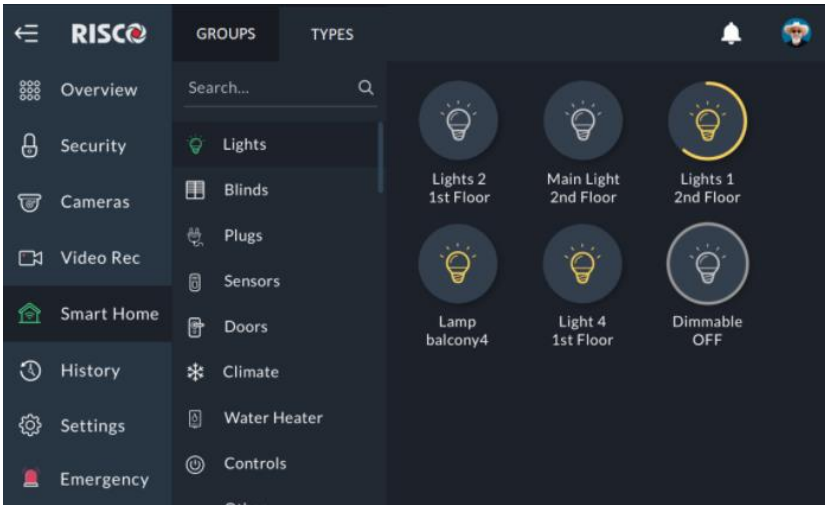 RISCO
GROUPS
TYPES
Overview
Security
Cameras
Video Rec
Smart Home
History
Settings
Emergency
Search...
Lights
Blinds
Plugs
Sensors
Doors
Climate
Water Heater
Controls
Lights 2
1st Floor
Main Light
2nd Floor
Lights 1
2nd Floor
Lamp
balcony4
Light 4
1st Floor
Dimmable
OFF